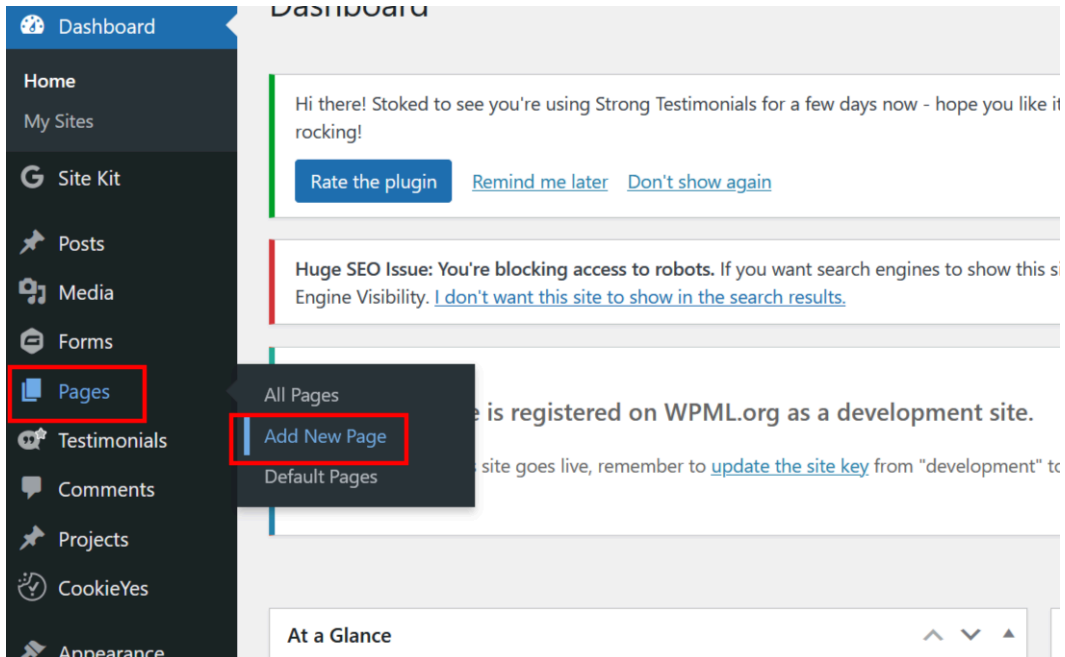 Dashboard
Dashboard
Home
My Sites
Site Kit
Posts
Media
Forms
Pages
Testimonials
Comments
Projects
CookieYes
Appearance
All Pages
Add New Page
Default Pages
Hi there! Stoked to see you're using Strong Testimonials for a few days now - hope you like it
rocking!
Rate the plugin Remind me later Don't show again
Huge SEO Issue: You're blocking access to robots. If you want search engines to show this
Engine Visibility. I don't want this site to show in the search results.
is registered on WPML.org as a development site.
site goes live, remember to update the site key from "development"
At a Glance